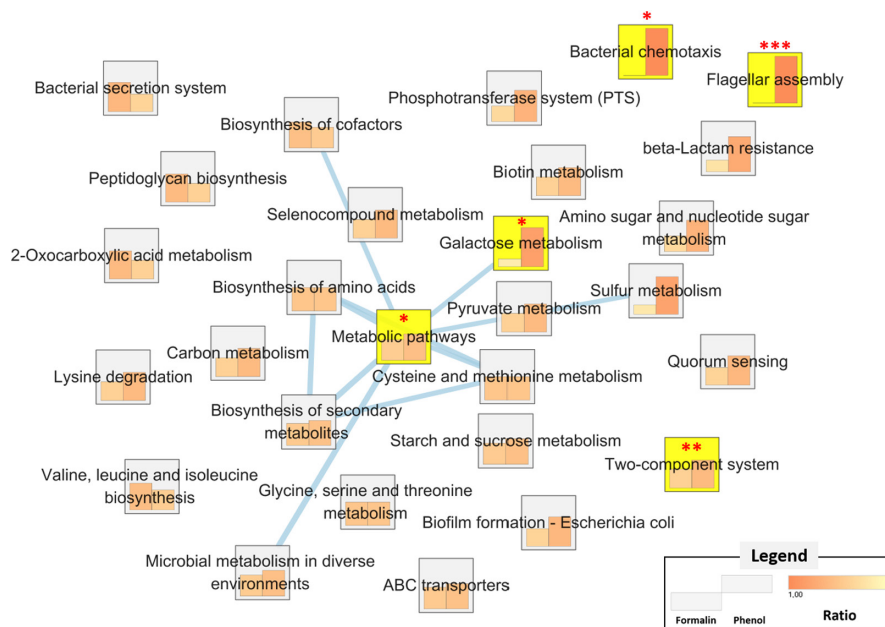 *
Bacterial chemotaxis
***
Flagellar assembly
Bacterial secretion system
Phosphotransferase system (PTS)
Biosynthesis of cofactors
beta-Lactam resistance
Peptidoglycan biosynthesis
Biotin metabolism
Selenocompound metabolism
Amino sugar and nucleotide sugar
metabolism
*
Galactose metabolism
2-Oxocarboxylic acid metabolism
Biosynthesis of amino acids
Sulfur metabolism
Pyruvate metabolism
*
Metabolic pathways
Carbon metabolism
Quorum sensing
Lysine degradation
Cysteine and methionine metabolism
Biosynthesis of secondary
metabolites
Starch and sucrose metabolism
**
Two-component system
Valine, leucine and isoleucine
biosynthesis
Glycine, serine and threonine
metabolism
Biofilm formation - Escherichia coli
Microbial metabolism in diverse
environments
ABC transporters
Legend
1,00
Formalin Phenol Ratio